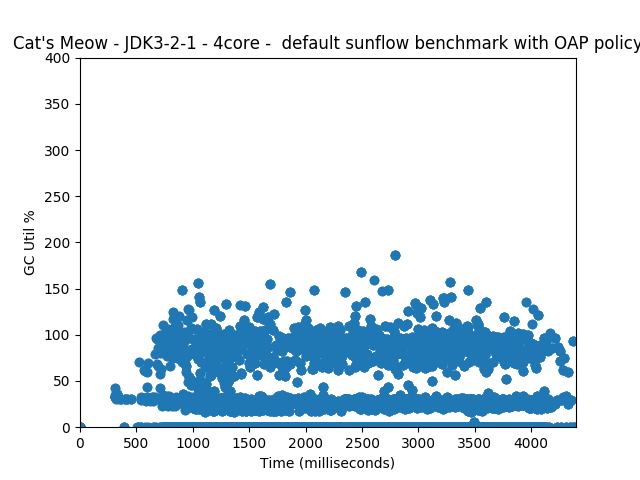 Cat's Meow - JDK3-2-1 - 4core -  default sunflow benchmark with OAP policy
400
350
300
250
200
150
100
50
0
GC Util %
0 500 1000 1500 2000 2500 3000 3500 4000
Time (milliseconds)